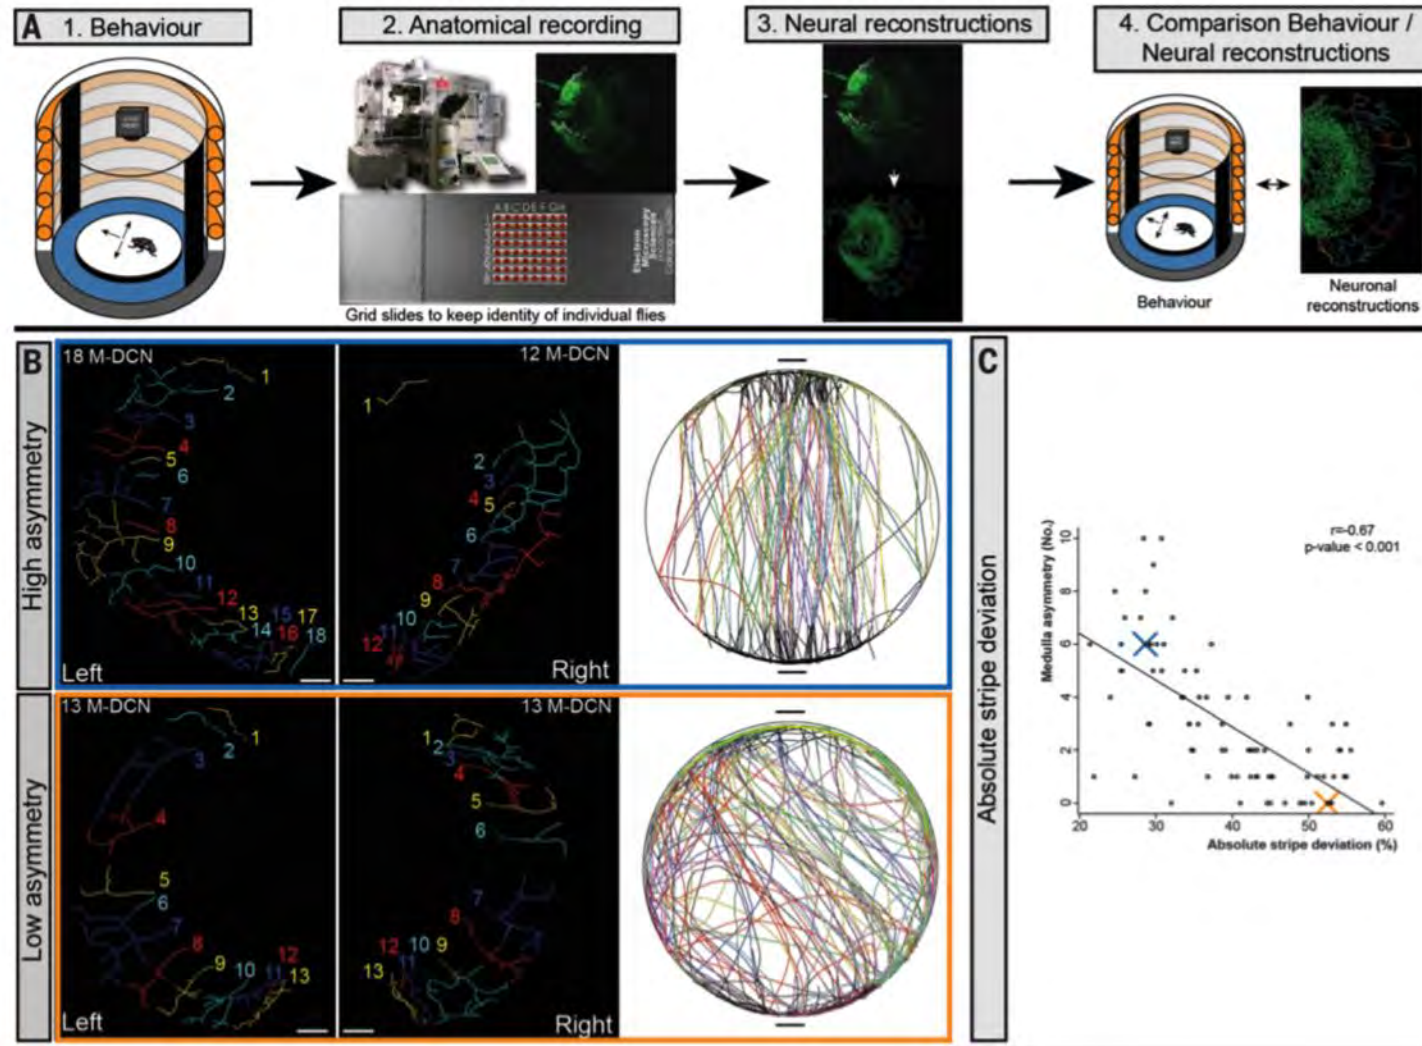 A
1. Behaviour
2. Anatomical recording
3. Neural reconstructions
4. Comparison Behaviour /
Neural reconstructions
A B C D E F G H
Electron
Microscopy
Sciences
Grid slides to keep identity of individual flies
Behaviour
Neuronal
reconstructions
B
High asymmetry
18 M-DCN
1
2
3
4
5
6
7
8
9
10
11
12
13
15
17
14
16
18
Left
12 M-DCN
1
2
3
4
5
6
7
8
9
10
11
12
Right
Low asymmetry
13 M-DCN
1
2
3
4
5
6
7
8
9
10
11
12
13
Left
13 M-DCN
1
2
3
4
5
6
7
8
9
10
11
12
13
Right
C
Absolute stripe deviation
r=-0.67
p-value < 0.001
Medulla asymmetry (No.)
10
8
6
4
2
0
20 30 40 50 60
Absolute stripe deviation (%)